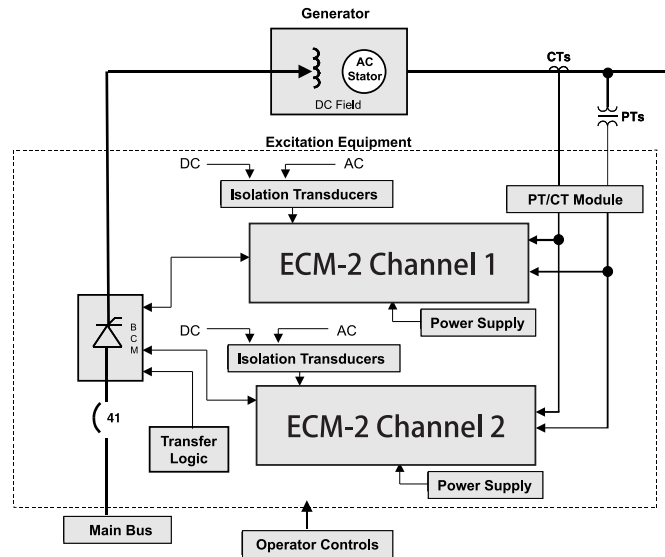 Generator
AC
Stator
DC Field
CTs
PTs
Excitation Equipment
DC
AC
Isolation Transducers
PT/CT Module
ECM-2 Channel 1
Power Supply
B
C
M
DC
AC
Isolation Transducers
ECM-2 Channel 2
41
Transfer
Logic
Power Supply
Main Bus
Operator Controls